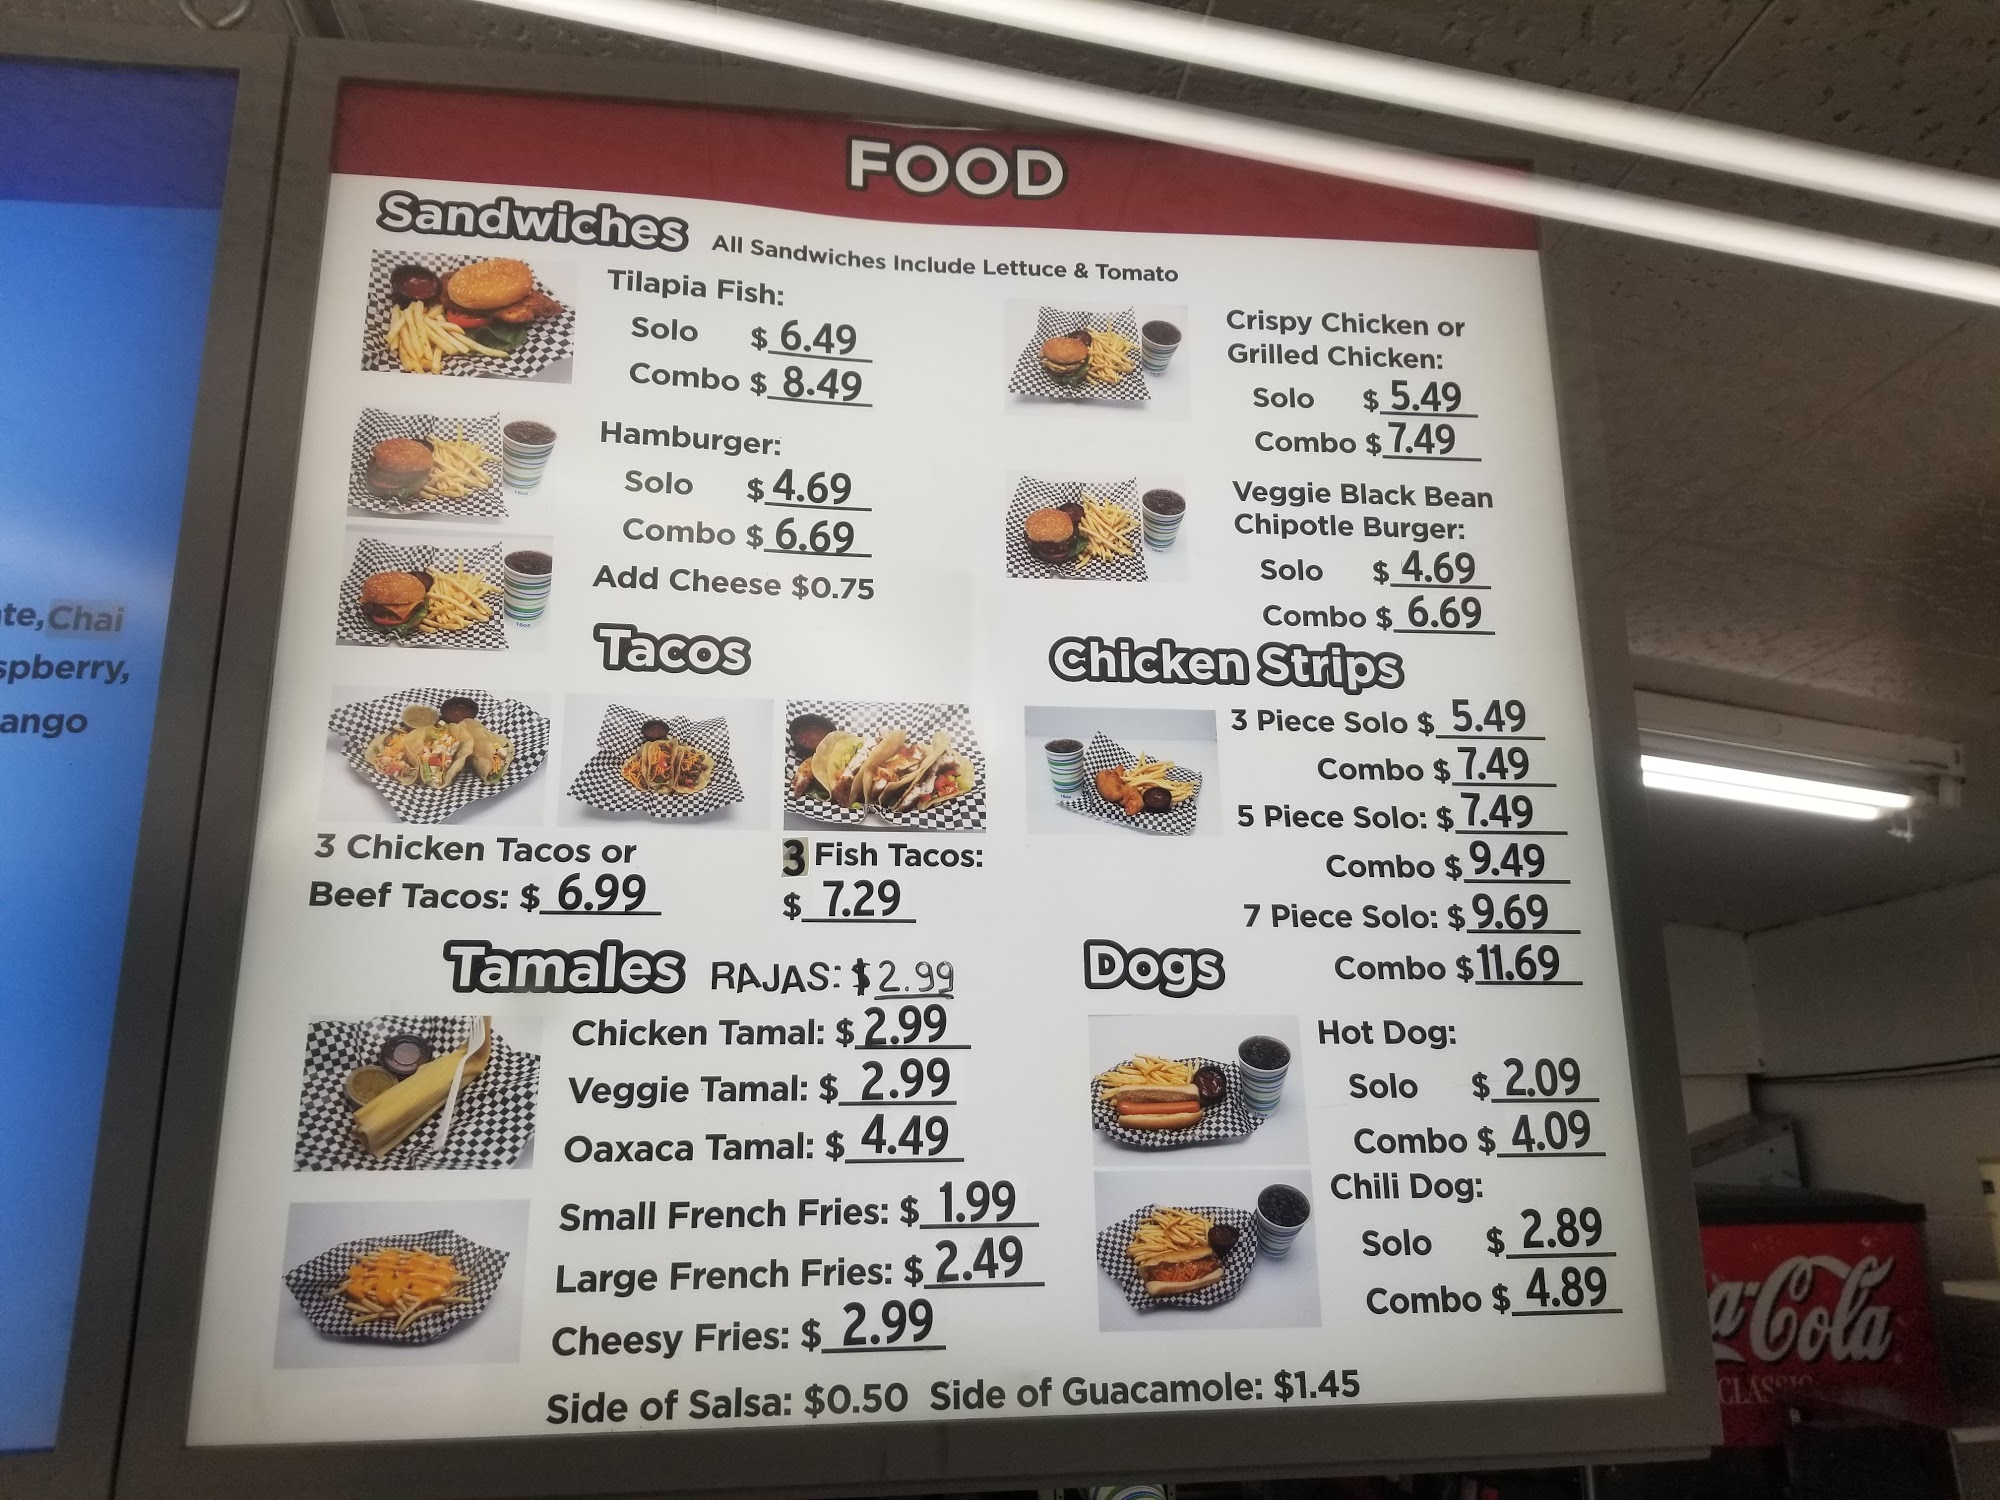 FOOD
Sandwiches All Sandwiches Include Lettuce & Tomato
Tilapia Fish:
Solo $ 6.49
Combo $ 8.49
Hamburger:
Solo $ 4.69
Combo $ 6.69
Add Cheese $0.75
Crispy Chicken or
Grilled Chicken:
Solo $ 5.49
Combo $ 7.49
Veggie Black Bean
Chipotle Burger:
Solo $ 4.69
Combo $ 6.69
Tacos
3 Chicken Tacos or
Beef Tacos: $ 6.99
3 Fish Tacos:
$ 7.29
Chicken Strips
3 Piece Solo $ 5.49
Combo $ 7.49
5 Piece Solo: $ 7.49
Combo $ 9.49
7 Piece Solo: $ 9.69
Combo $ 11.69
Tamales RAJAS: $2.99
Chicken Tamal: $ 2.99
Veggie Tamal: $ 2.99
Oaxaca Tamal: $ 4.49
Small French Fries: $ 1.99
Large French Fries: $ 2.49
Cheesy Fries: $ 2.99
Dogs
Hot Dog:
Solo $ 2.09
Combo $ 4.09
Chili Dog:
Solo $ 2.89
Combo $ 4.89
Side of Salsa: $0.50 Side of Guacamole: $1.45
te, Chai
spberry,
ango
a-Cola
CLASSIC